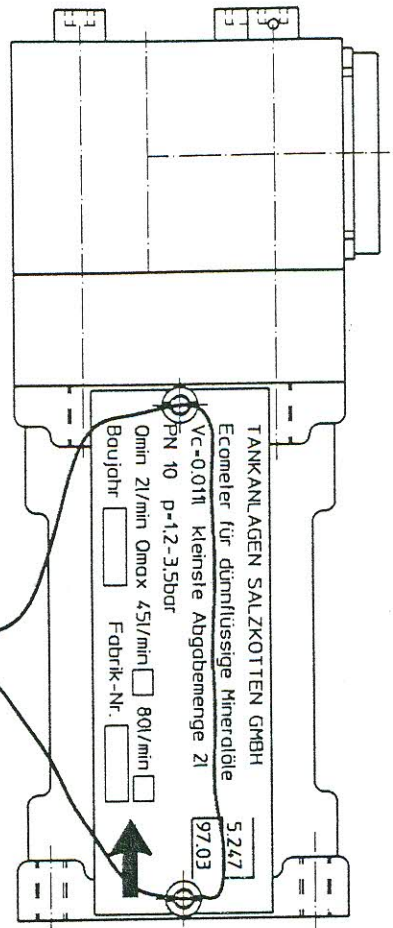 TANKANLAGEN SALZKOTTEN GMBH
Ecometer für dünnflüssige Mineralöle
5.247
97.03
Vc=0,011l kleinste Abgabemenge 2l
PN 10 p=1,2-3,5bar
Qmin 2l/min Qmax 45l/min 80l/min
Baujahr Fabrik-Nr.